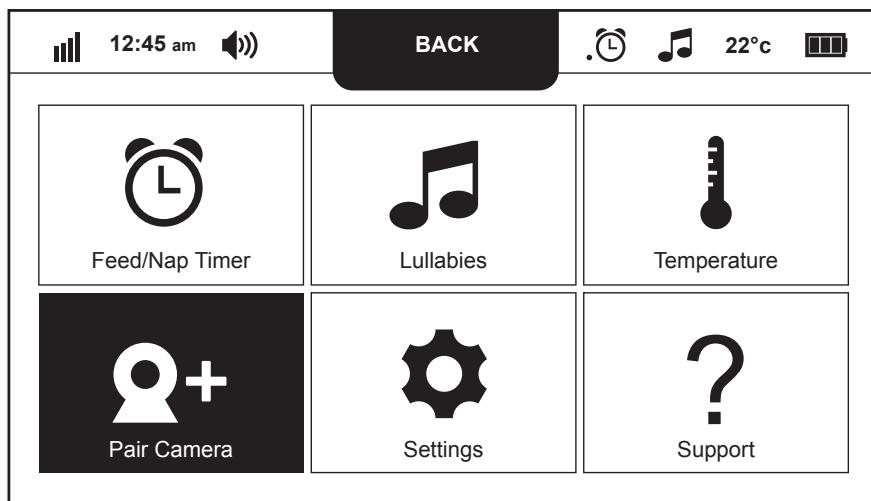 12:45 am BACK 22°c
Feed/Nap Timer Lullabies Temperature
Pair Camera Settings Support